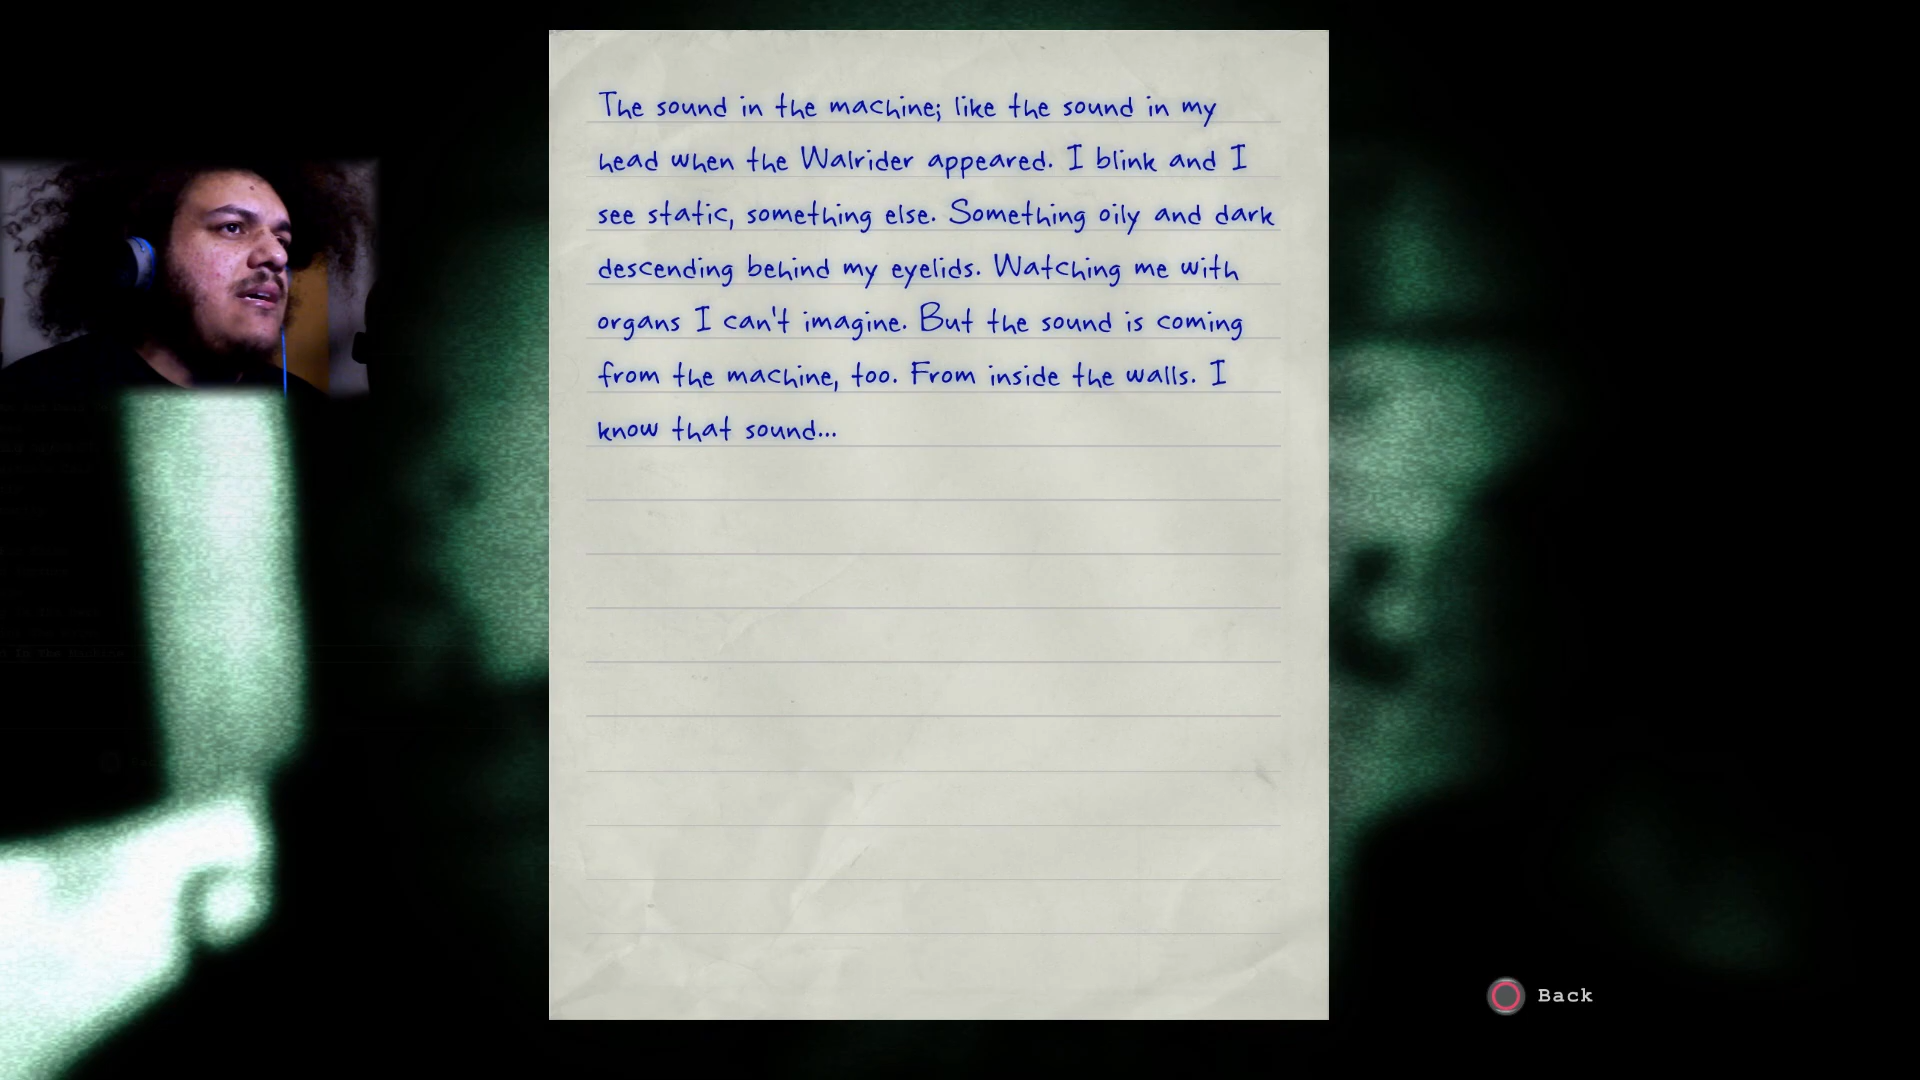 The sound in the machine; like the sound in my
head when the Walrider appeared. I blink and I
see static, something else. Something oily and dark
descending behind my eyelids. Watching me with
organs I can't imagine. But the sound is coming
from the machine, too. From inside the walls. I
know that sound...
Back